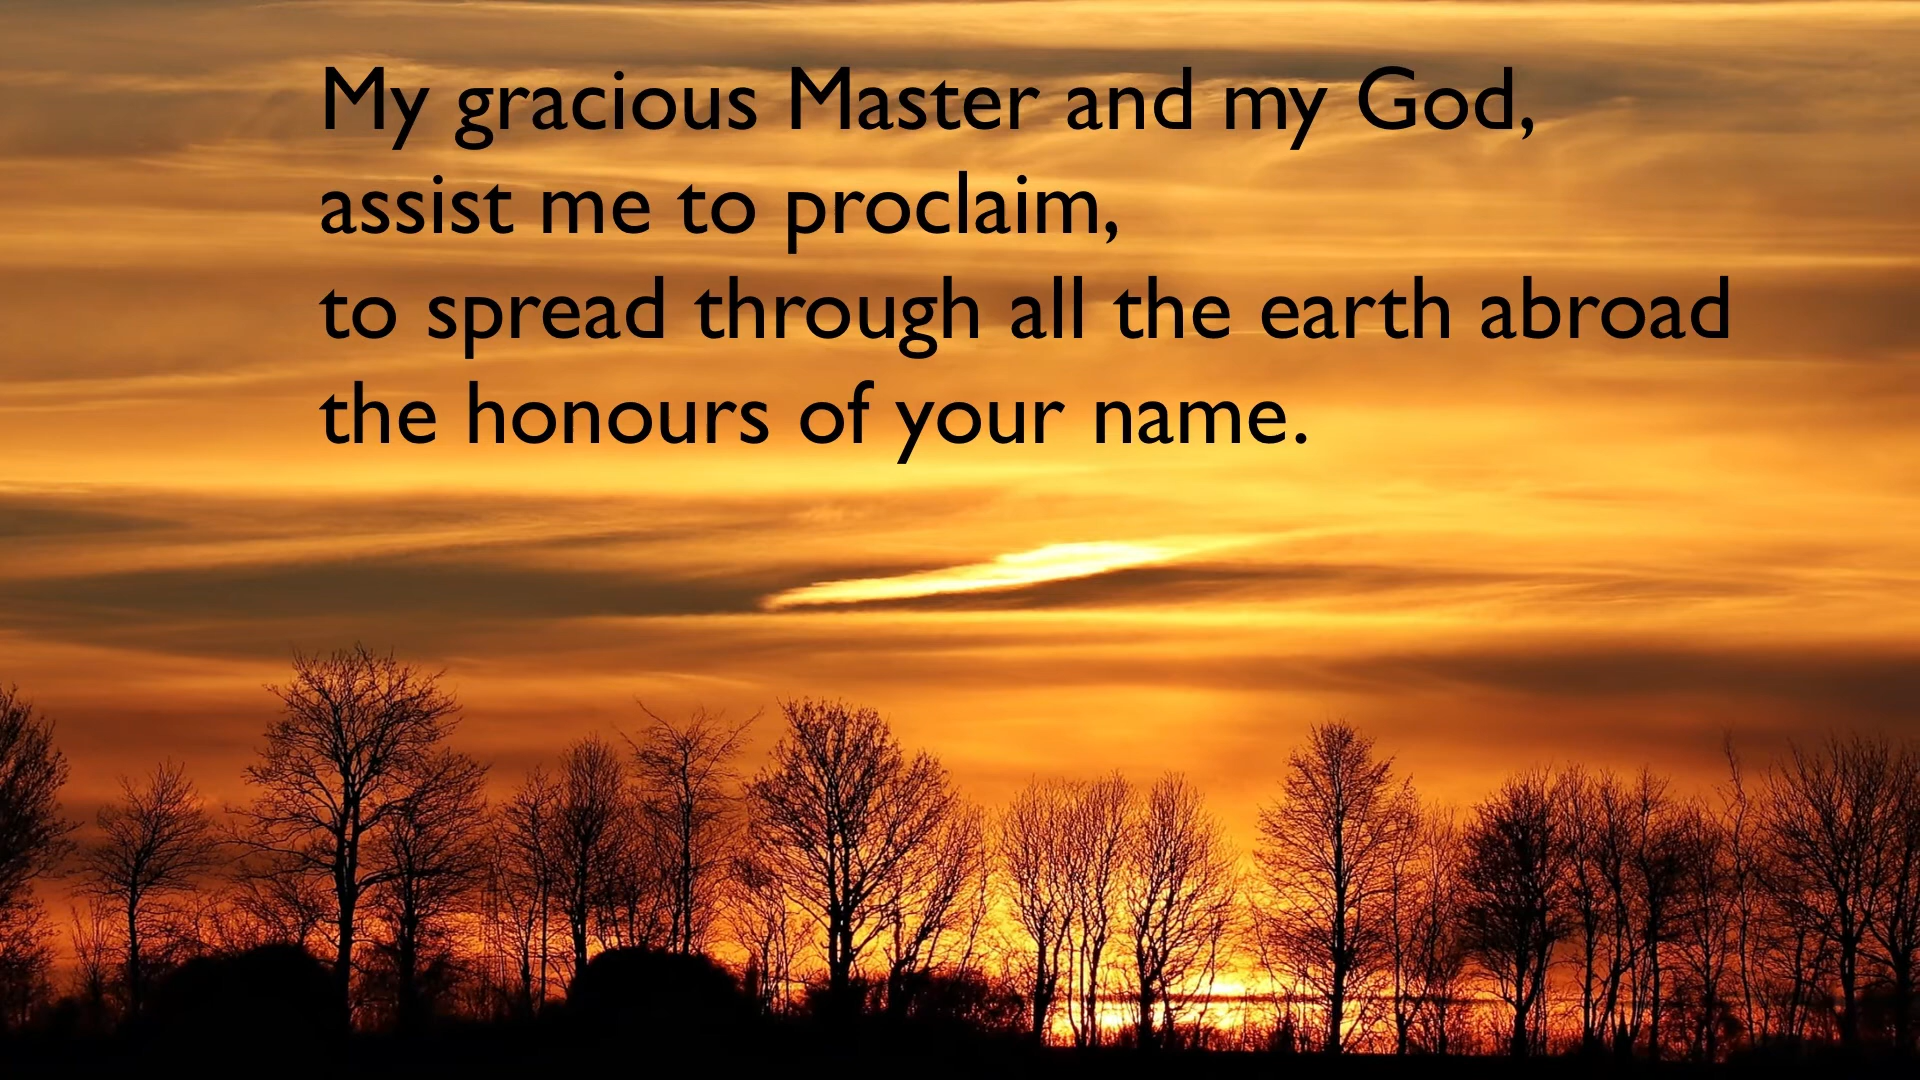 My gracious Master and my God,
assist me to proclaim,
to spread through all the earth abroad
the honours of your name.